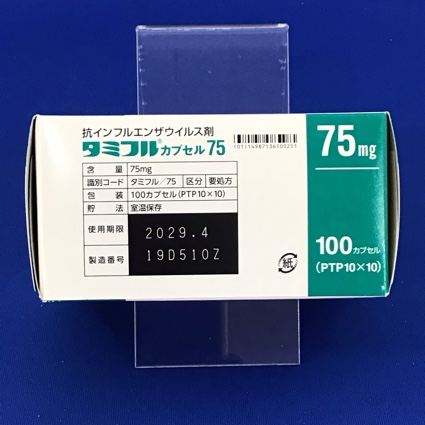 抗インフルエンザウイルス剤
タミフル®カプセル75
含量 75mg
識別コード タミフル/75 区分 要処方
包装 100カプセル(PTP10×10)
貯法 室温保存
使用期限 2029.4
製造番号 19D510Z
(01)14987136100251
紙
75mg
100カプセル
(PTP10×10)